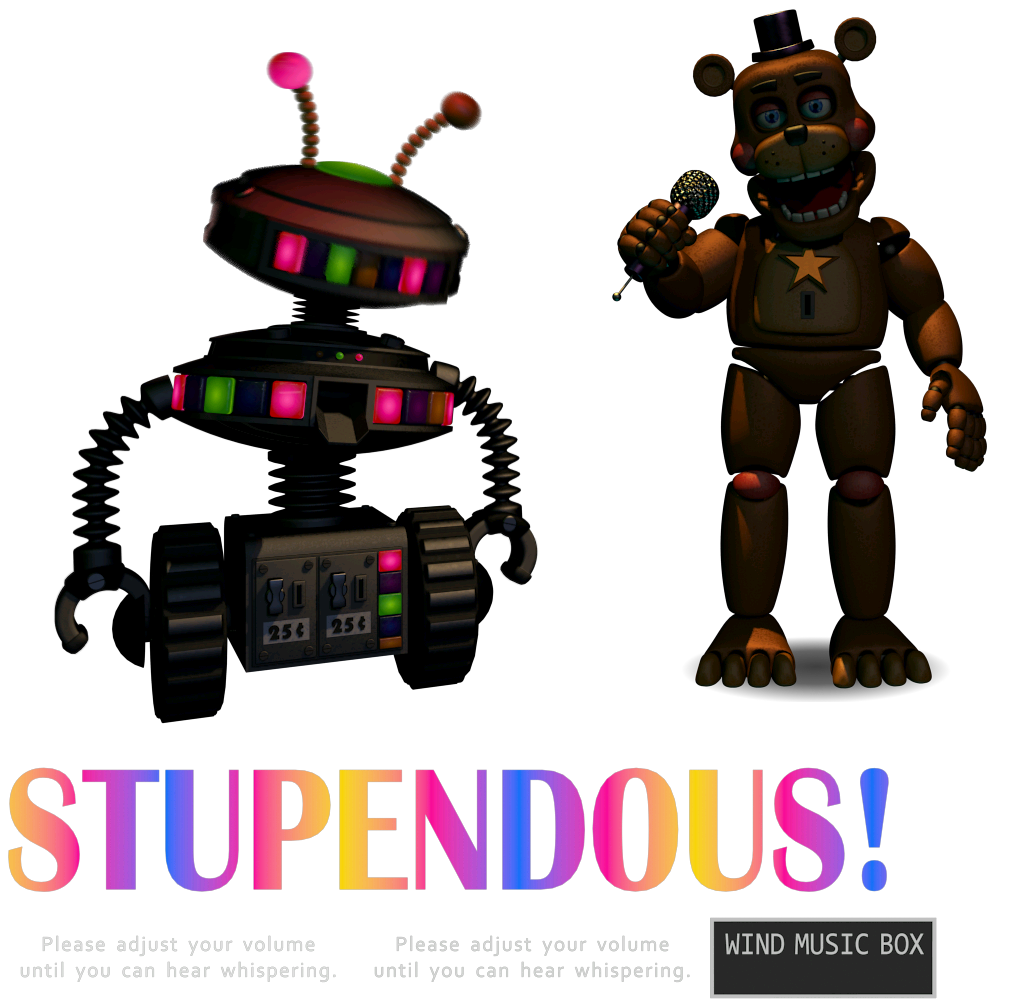 25¢ 25¢
STUPENDOUS!
Please adjust your volume
until you can hear whispering.
Please adjust your volume
until you can hear whispering.
WIND MUSIC BOX